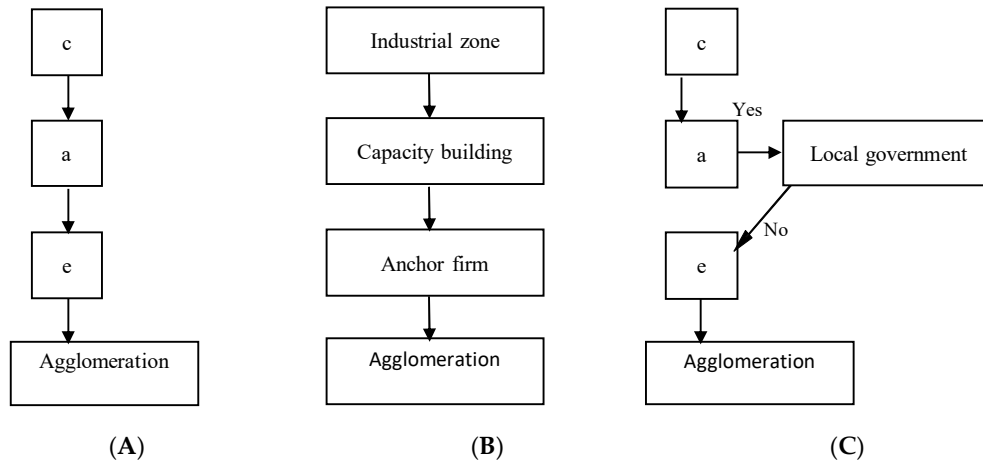 c
a
e
Agglomeration
(A)
Industrial zone
Capacity building
Anchor firm
Agglomeration
(B)
c
Yes
a
Local government
No
e
Agglomeration
(C)